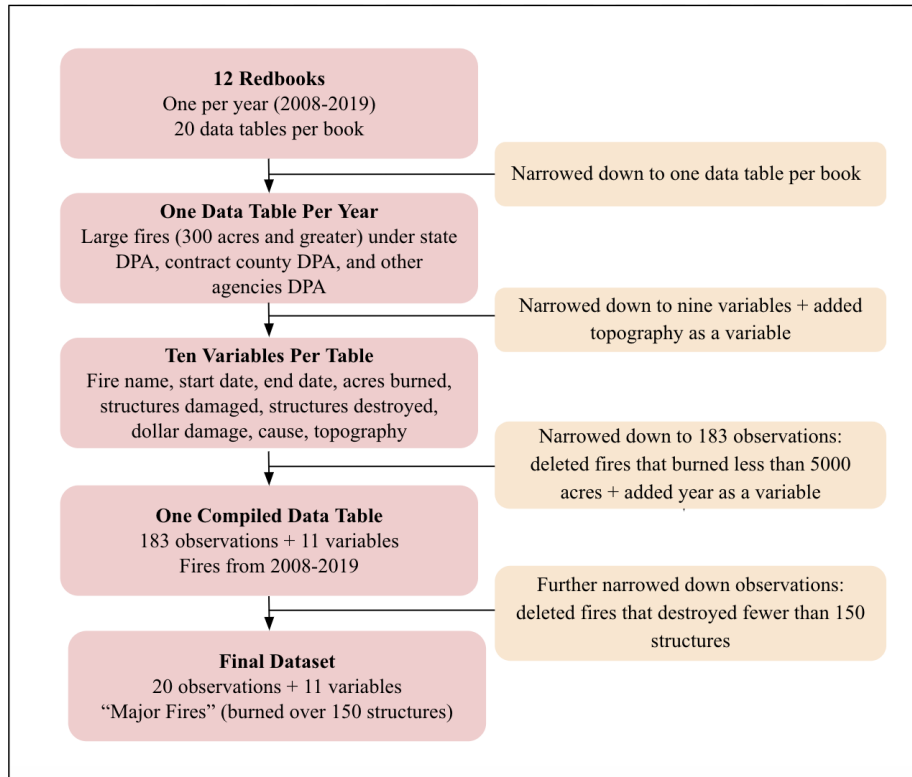 12 Redbooks
One per year (2008-2019)
20 data tables per book
Narrowed down to one data table per book
One Data Table Per Year
Large fires (300 acres and greater) under state
DPA, contract county DPA, and other
agencies DPA
Narrowed down to nine variables + added
topography as a variable
Ten Variables Per Table
Fire name, start date, end date, acres burned,
structures damaged, structures destroyed,
dollar damage, cause, topography
Narrowed down to 183 observations:
deleted fires that burned less than 5000
acres + added year as a variable
One Compiled Data Table
183 observations + 11 variables
Fires from 2008-2019
Further narrowed down observations:
deleted fires that destroyed fewer than 150
structures
Final Dataset
20 observations + 11 variables
“Major Fires” (burned over 150 structures)